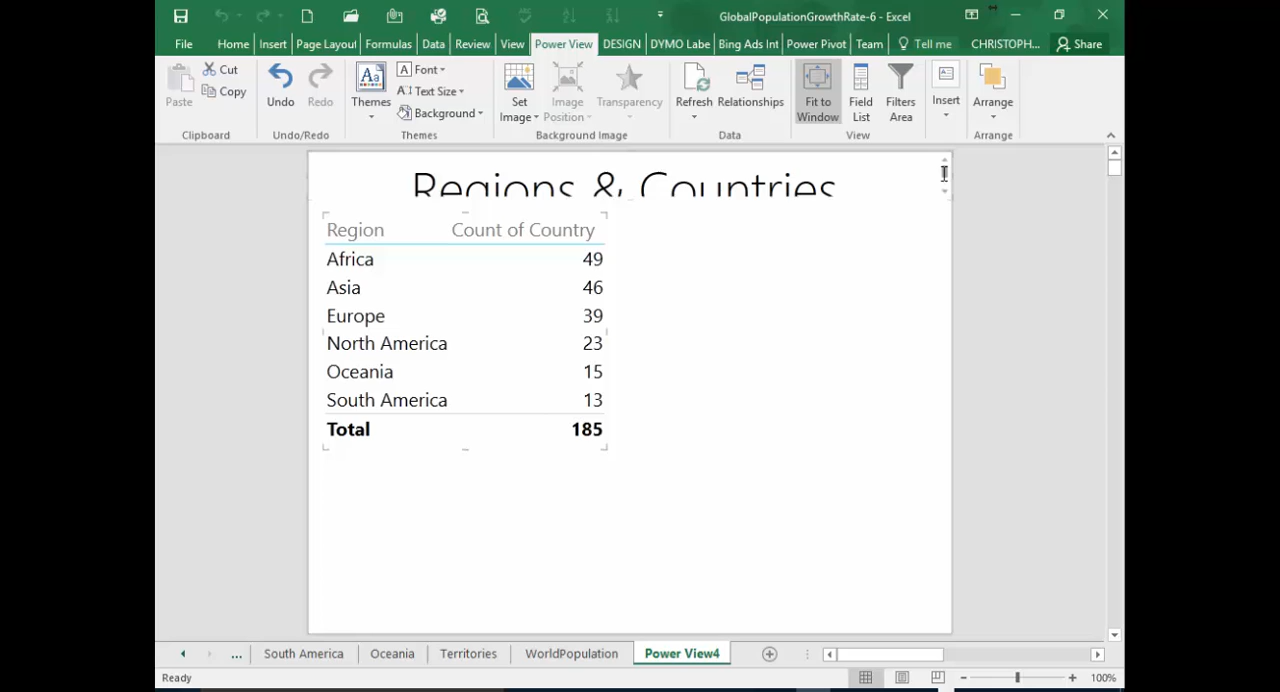 GlobalPopulationGrowthRate-6 - Excel
File Home Insert Page Layout Formulas Data Review View Power View DESIGN DYMO Labe Bing Ads Int Power Pivot Team Tell me CHRISTOPH... Share
Paste Cut Copy
Undo Redo
Themes Font Text Size Background
Set Image Image Position Transparency
Refresh Relationships
Fit to Window Field List Filters Area
Insert Arrange
Clipboard Undo/Redo Themes Background Image Data View Arrange
Regions & Countries
Region Count of Country
Africa 49
Asia 46
Europe 39
North America 23
Oceania 15
South America 13
Total 185
... South America Oceania Territories WorldPopulation Power View4
Ready 100%